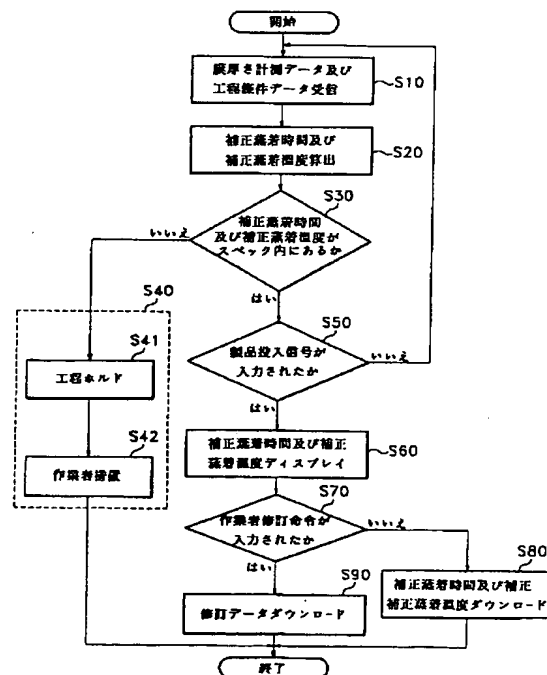 開始
膜厚さ計測データ及び
工程条件データ受信
S10
補正蒸着時間及び
補正蒸着温度算出
S20
S30
補正蒸着時間
及び補正蒸着温度が
スペック内にあるか
いいえ
はい
S40
S41
工程ホルド
S42
作業者措置
S50
製品投入信号が
入力されたか
いいえ
はい
補正蒸着時間及び補正
蒸着温度ディスプレイ
S60
S70
作業者修訂命令が
入力されたか
いいえ
はい
S80
補正蒸着時間及び補正
補正蒸着温度ダウンロード
S90
修訂データダウンロード
終了